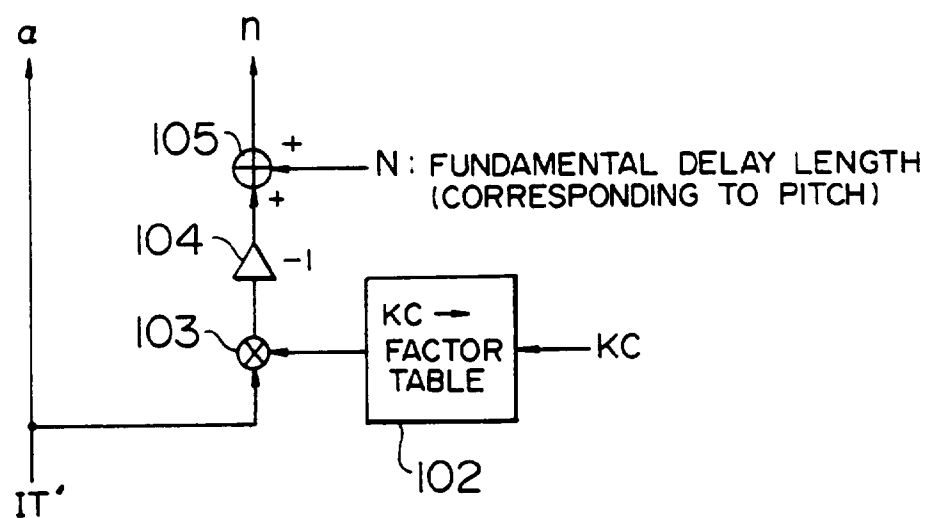 a
n
105
+
N: FUNDAMENTAL DELAY LENGTH
(CORRESPONDING TO PITCH)
+
104
-1
103
KC →
FACTOR
TABLE
KC
102
IT'